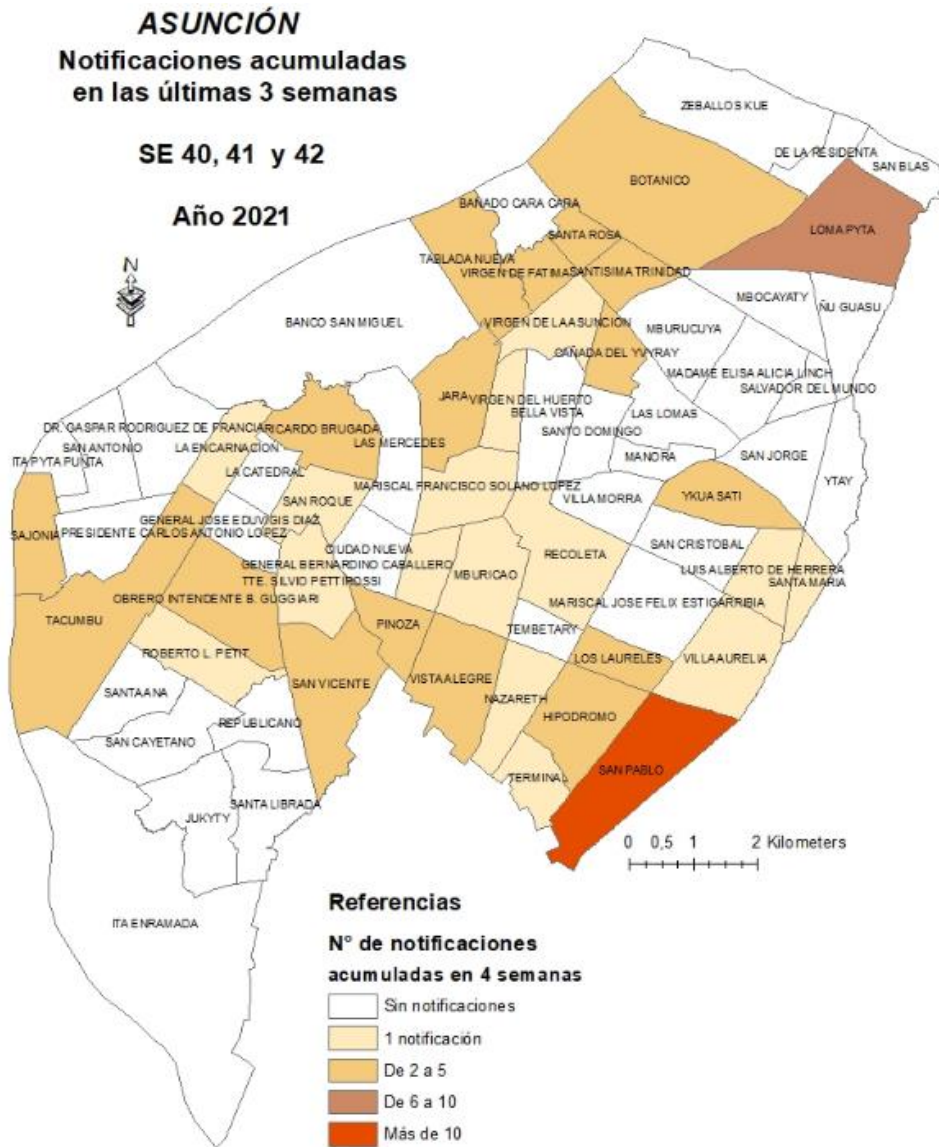 ASUNCIÓN
Notificaciones acumuladas
en las últimas 3 semanas
SE 40, 41 y 42
Año 2021
N
ZEBALLOS KUE
DE LA RESIDENTA
SAN BLAS
BOTANICO
BAÑADO CARA CARA
LOMA PYTA
SANTA ROSA
TABLADA NUEVA
VIRGEN DE FATIMA
SANTISIMA TRINIDAD
MBOCAYATY
ÑU GUASU
BANCO SAN MIGUEL
VIRGEN DE LA ASUNCIÓN
MBURUCUYA
CAÑADA DEL YVYRAY
MADAME ELISA ALICIA LINCH
SALVADOR DEL MUNDO
JARA
VIRGEN DEL HUERTO
BELLA VISTA
LAS LOMAS
DR. GASPAR RODRIGUEZ DE FRANCIA
RICARDO BRUGADA
LAS MERCEDES
SANTO DOMINGO
SAN ANTONIO
LA ENCARNACION
MANORA
SAN JORGE
ITA PYTA PUNTA
LA CATEDRAL
MARISCAL FRANCISCO SOLANO LOPEZ
YTAY
SAN ROQUE
VILLA MORRA
YKUA SATI
GENERAL JOSE EDUVIGIS DIAZ
SAJONIA
PRESIDENTE CARLOS ANTONIO LOPEZ
SAN CRISTOBAL
CIUDAD NUEVA
RECOLETA
GENERAL BERNARDINO CABALLERO
LUIS ALBERTO DE HERRERA
TTE. SILVIO PETTIROSSI
MBURICAO
SANTA MARIA
OBRERO INTENDENTE B. GUGGIARI
MARISCAL JOSE FELIX ESTIGARRIBIA
TACUMBU
PINOZA
TEMBETARY
ROBERTO L. PETIT
LOS LAURELES
VILLA AURELIA
SAN VICENTE
VISTA ALEGRE
SANTA ANA
NAZARETH
HIPODROMO
REPUBLICANO
SAN CAYETANO
SAN PABLO
TERMINAL
SANTA LIBRADA
JUKYTY
ITA ENRAMADA
0 0,5 1 2 Kilometers
Referencias
N° de notificaciones
acumuladas en 4 semanas
Sin notificaciones
1 notificación
De 2 a 5
De 6 a 10
Más de 10